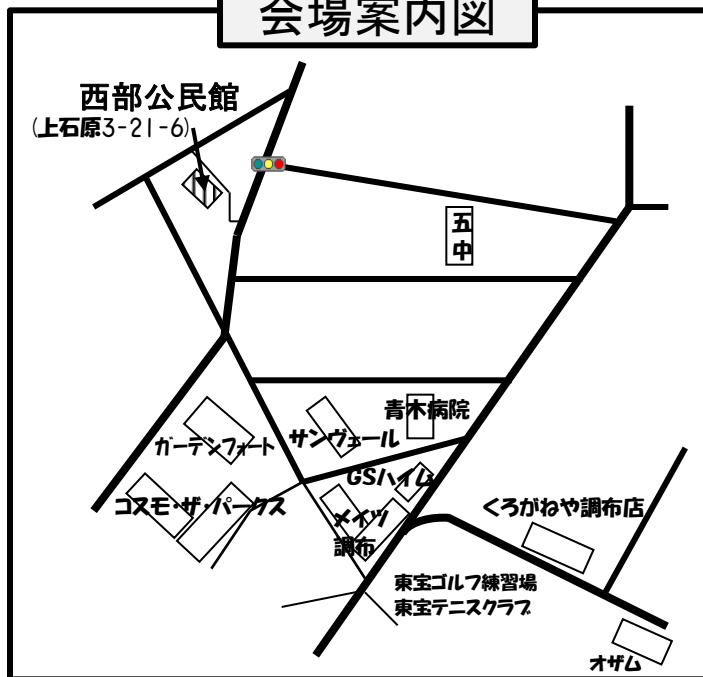 会場案内図
西部公民館
(上石原3-21-6)
五中
青木病院
サンヴェール
ガーデンフォート
GSハイム
コスモ・ザ・パークス
メイツ
調布
くろがねや調布店
東宝ゴルフ練習場
東宝テニスクラブ
オザム